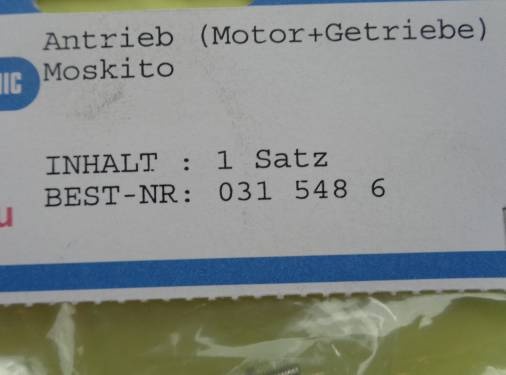 Antrieb (Motor+Getriebe)
Moskito
INHALT : 1 Satz
BEST-NR: 031 548 6